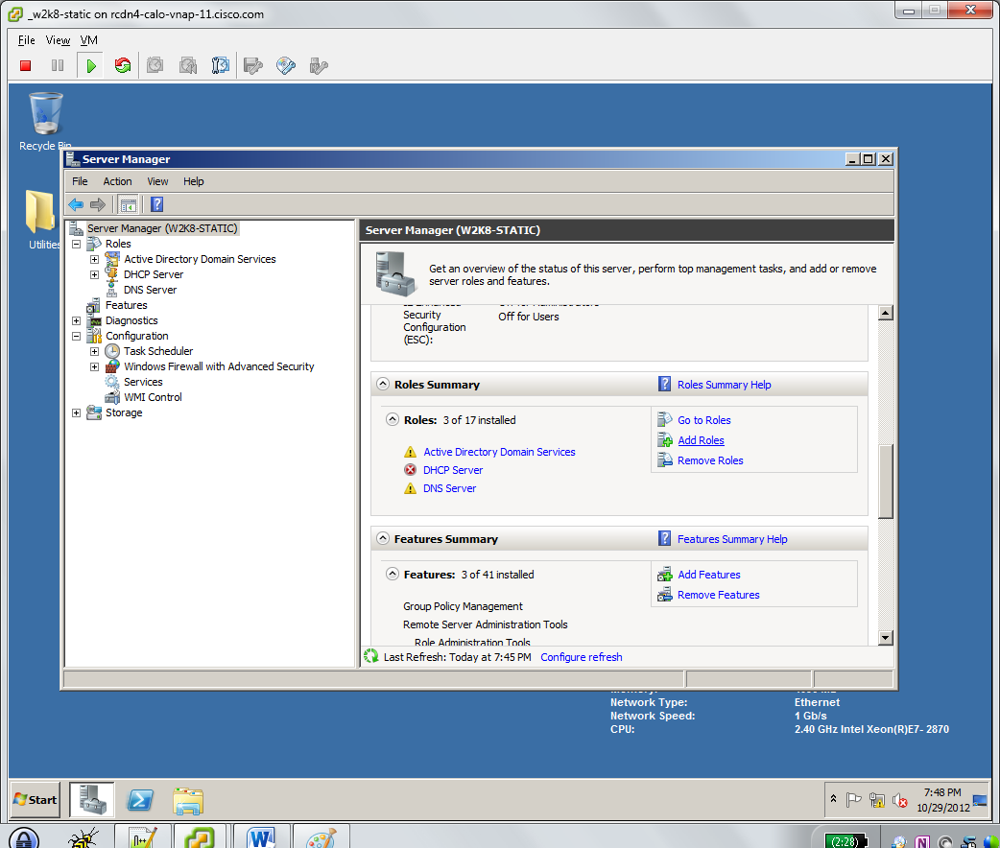 _w2k8-static on rcdn4-calo-vnap-11.cisco.com
File View VM
Recycle Bin
Utilities
Server Manager
File Action View Help
Server Manager (W2K8-STATIC)
Roles
Active Directory Domain Services
DHCP Server
DNS Server
Features
Diagnostics
Configuration
Task Scheduler
Windows Firewall with Advanced Security
Services
WMI Control
Storage
Server Manager (W2K8-STATIC)
Get an overview of the status of this server, perform top management tasks, and add or remove
server roles and features.
Security
Configuration
(ESC):
Off for Users
Roles Summary
Roles Summary Help
Roles: 3 of 17 installed
Active Directory Domain Services
DHCP Server
DNS Server
Go to Roles
Add Roles
Remove Roles
Features Summary
Features Summary Help
Features: 3 of 41 installed
Group Policy Management
Remote Server Administration Tools
Role Administration Tools
Add Features
Remove Features
Last Refresh: Today at 7:45 PM Configure refresh
Network Type: Ethernet
Network Speed: 1 Gb/s
CPU: 2.40 GHz Intel Xeon(R)E7- 2870
Start
7:48 PM
10/29/2012
(2:28)